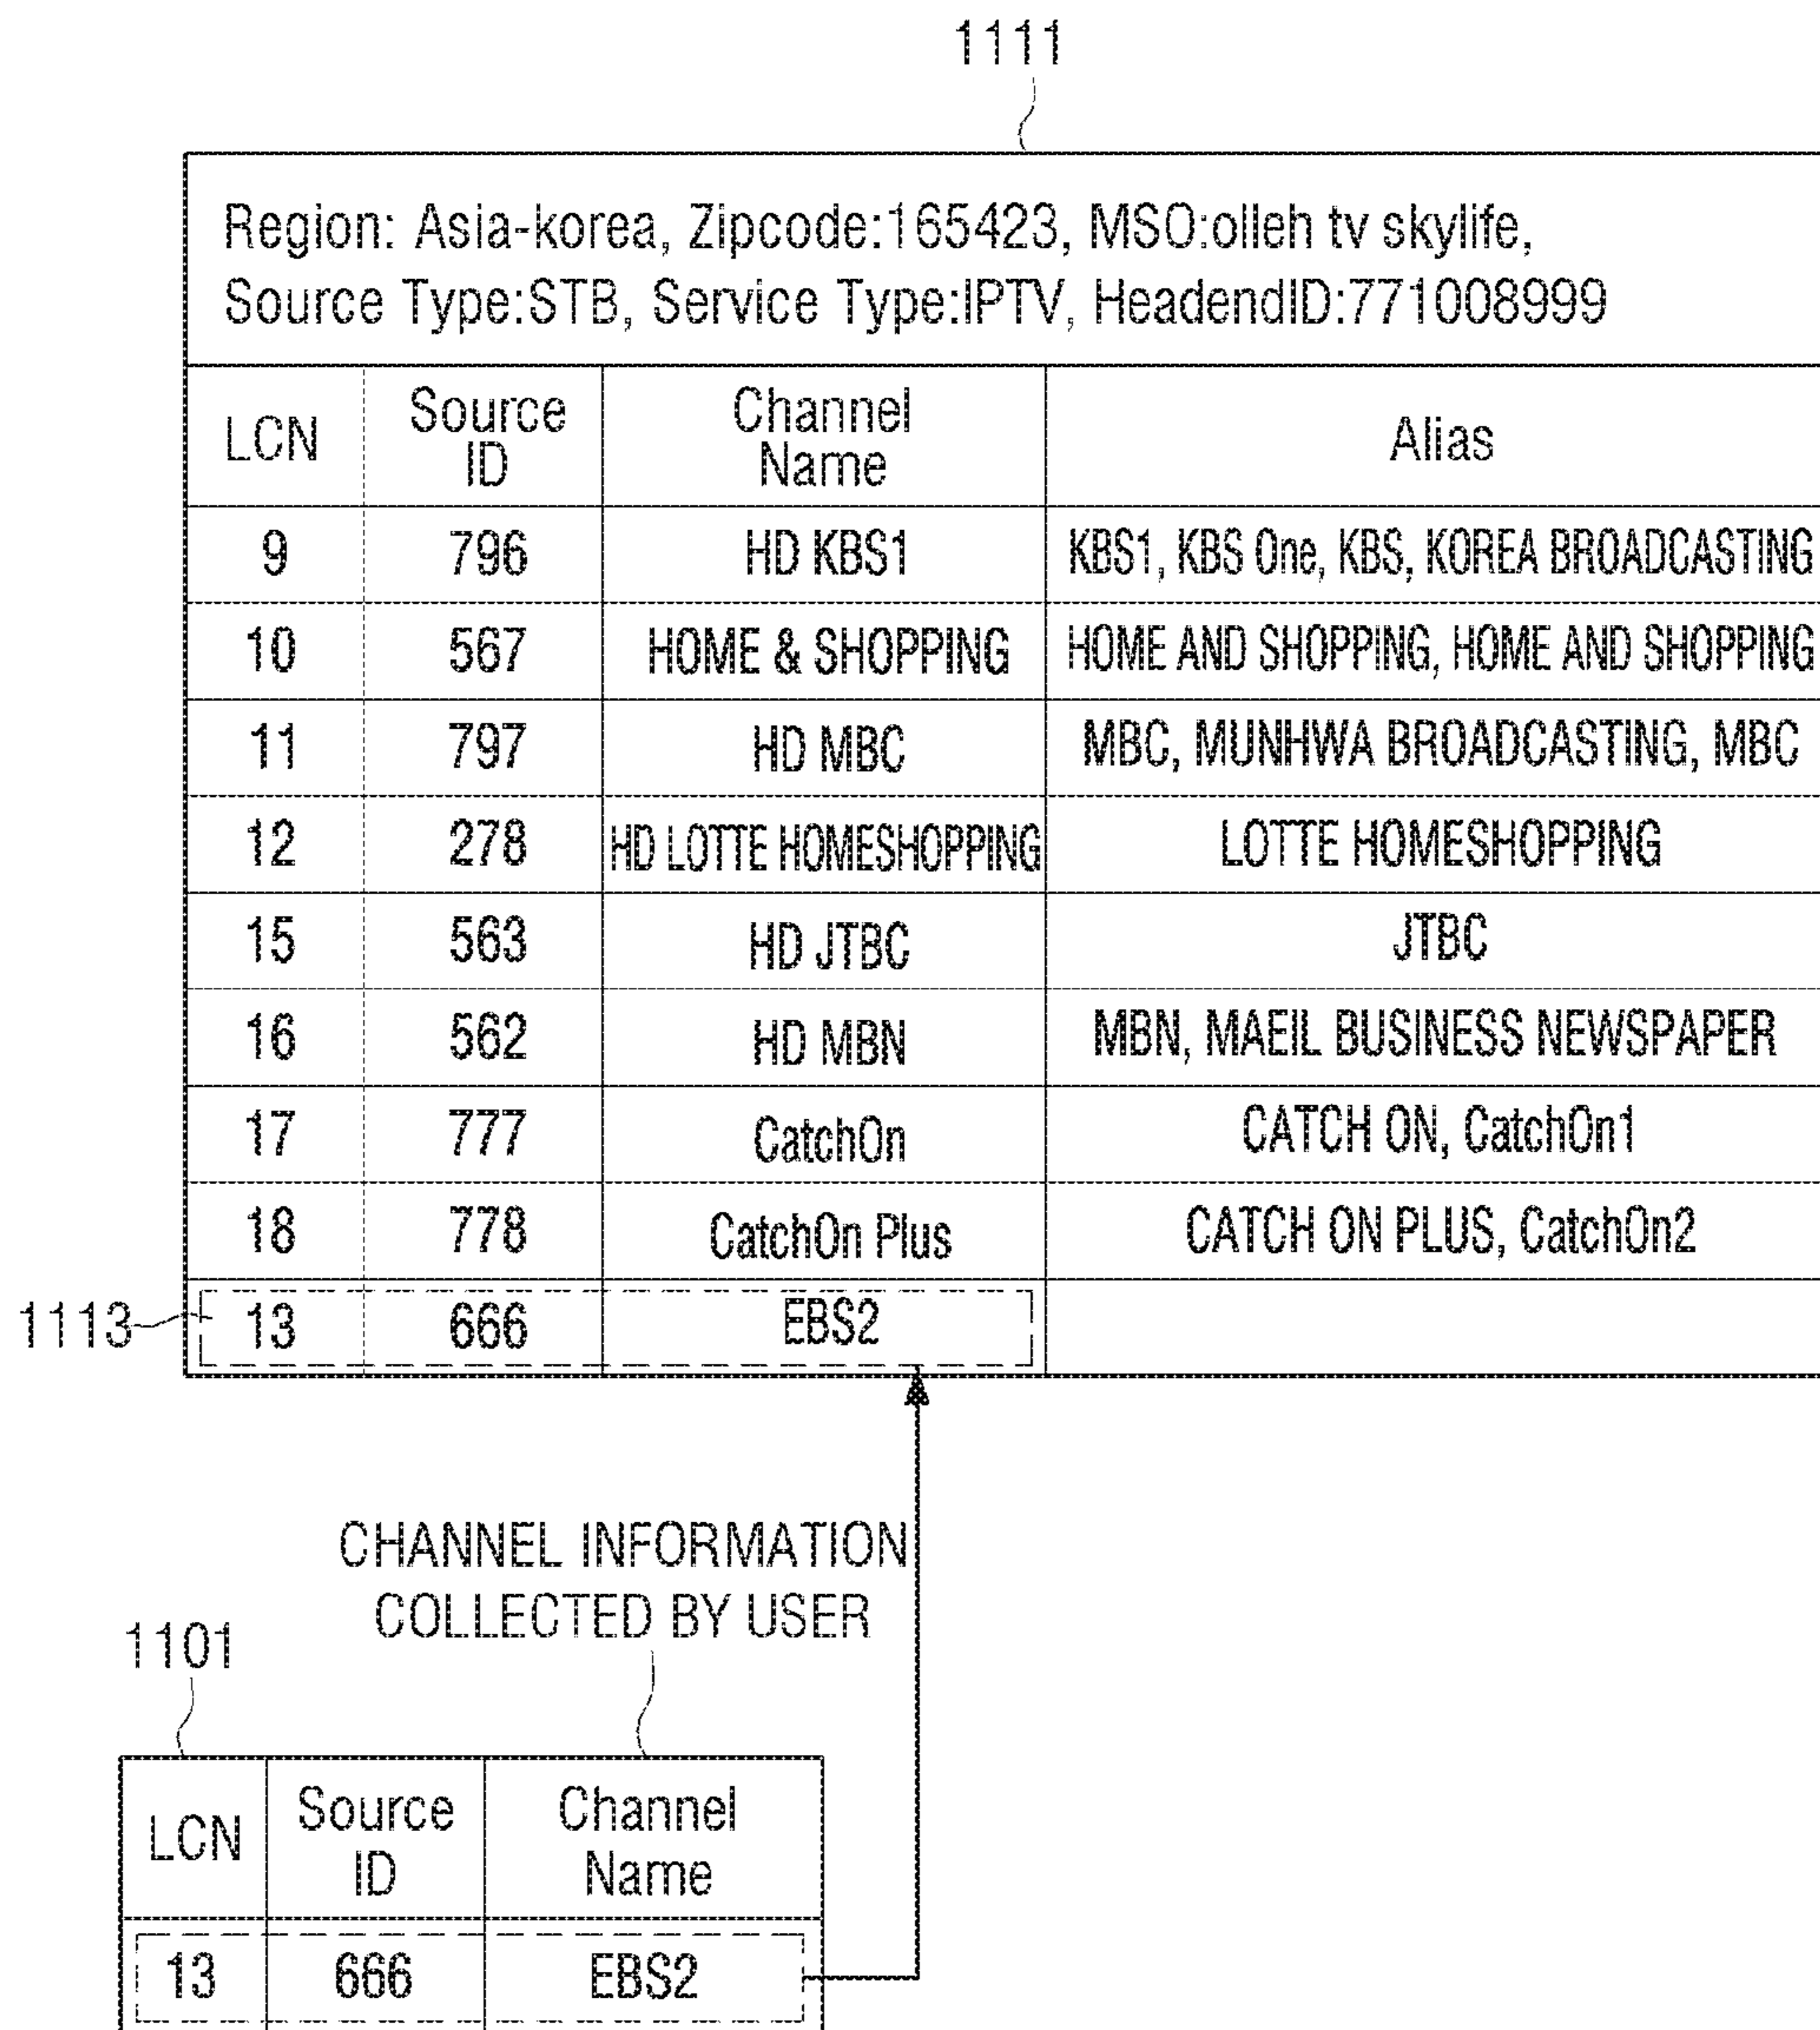 1111
Region: Asia-korea, Zipcode:165423, MSO:olleh tv skylife,
Source Type:STB, Service Type:IPTV, HeadendID:771008999
LCN Source ID Channel Name Alias
9 796 HD KBS1 KBS1, KBS One, KBS, KOREA BROADCASTING
10 567 HOME & SHOPPING HOME AND SHOPPING, HOME AND SHOPPING
11 797 HD MBC MBC, MUNHWA BROADCASTING, MBC
12 278 HD LOTTE HOMESHOPPING LOTTE HOMESHOPPING
15 563 HD JTBC JTBC
16 562 HD MBN MBN, MAEIL BUSINESS NEWSPAPER
17 777 CatchOn CATCH ON, CatchOn1
18 778 CatchOn Plus CATCH ON PLUS, CatchOn2
1113 13 666 EBS2
CHANNEL INFORMATION
COLLECTED BY USER
1101
LCN Source ID Channel Name
13 666 EBS2